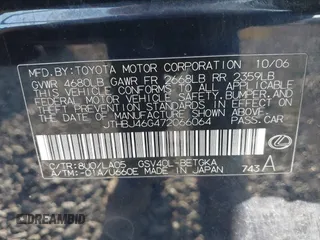 MFD.BY: TOYOTA MOTOR CORPORATION 10/06
GVWR 4680LB GAWR FR 2668LB RR 2359LB
THIS VEHICLE CONFORMS TO ALL APPLICABLE
FEDERAL MOTOR VEHICLE SAFETY, BUMPER,
AND THEFT PREVENTION STANDARDS IN EFFECT
ON THE DATE OF MANUFACTURE SHOWN ABOVE.
JTHBJ46G472066064 PASS.CAR
C/TR: 8U0/LA05 GSV40L-BETGKA
A/TM: -01A/U660E MADE IN JAPAN 743 A